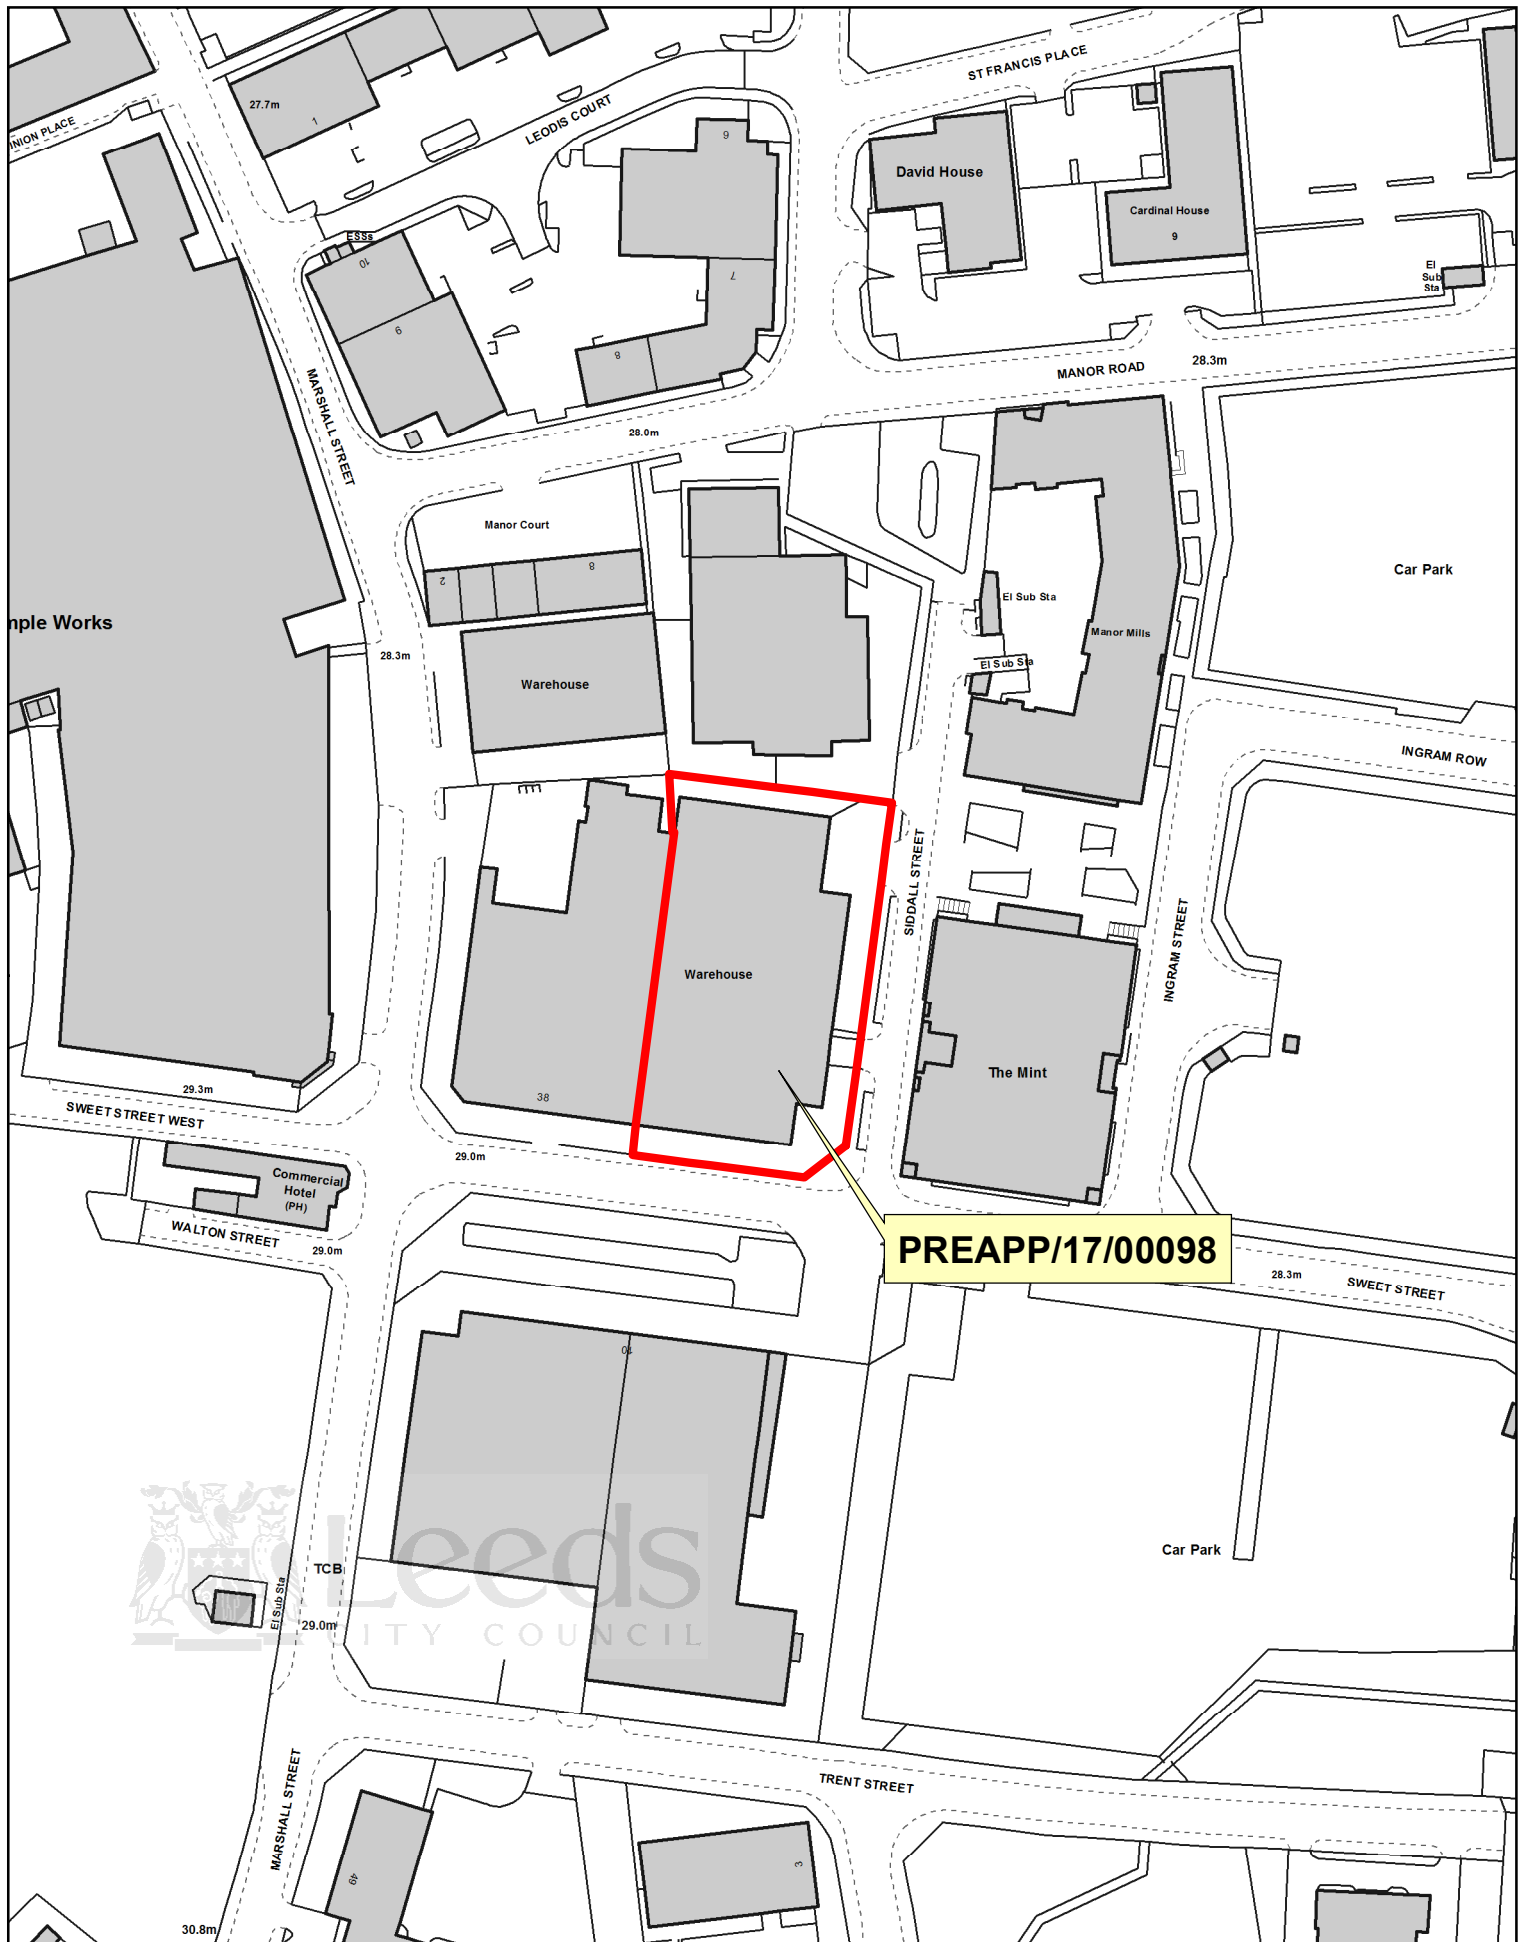 ST FRANCIS PLACE
27.7m
1
INION PLACE
LEODIS COURT
6
David House
Cardinal House
9
ESSs
10
9
7
8
El
Sub
Sta
MANOR ROAD
28.3m
MARSHALL STREET
28.0m
Manor Court
2
8
Car Park
El Sub Sta
mple Works
Manor Mills
28.3m
El Sub Sta
Warehouse
INGRAM ROW
SIDDALL STREET
INGRAM STREET
Warehouse
The Mint
29.3m
38
SWEET STREET WEST
29.0m
Commercial
Hotel
(PH)
WALTON STREET
29.0m
PREAPP/17/00098
28.3m
SWEET STREET
10
Leeds
CITY COUNCIL
Car Park
TCB
El Sub Sta
29.0m
TRENT STREET
MARSHALL STREET
3
49
30.8m